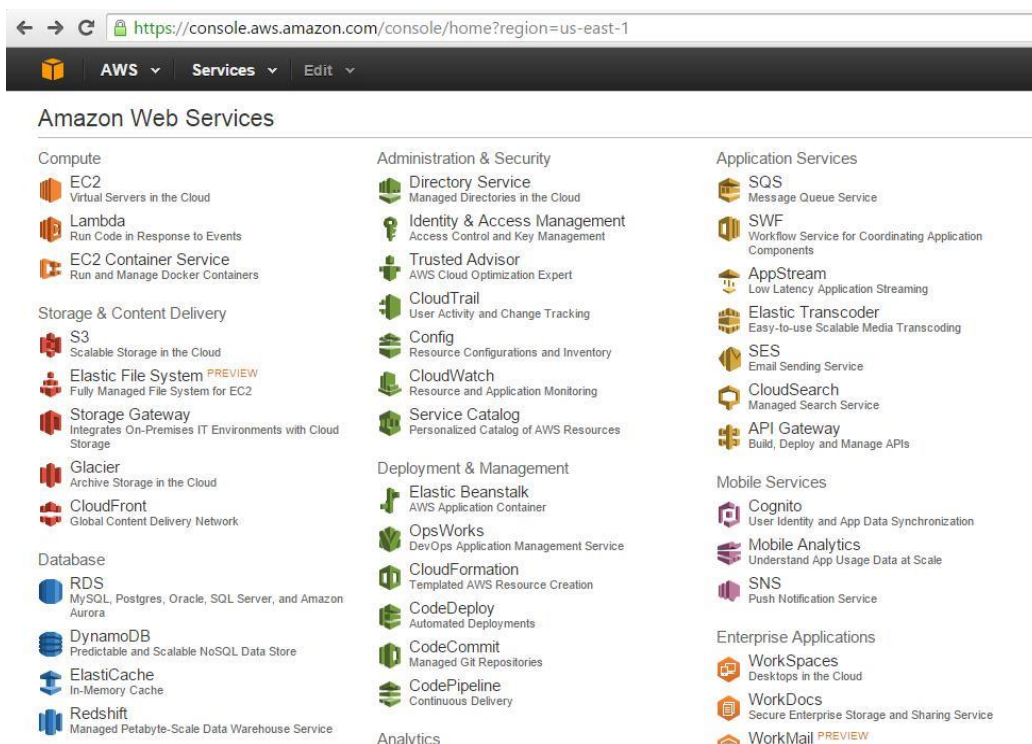 https://console.aws.amazon.com/console/home?region=us-east-1
AWS Services Edit
Amazon Web Services
Compute
EC2
Virtual Servers in the Cloud
Lambda
Run Code in Response to Events
EC2 Container Service
Run and Manage Docker Containers
Storage & Content Delivery
S3
Scalable Storage in the Cloud
Elastic File System PREVIEW
Fully Managed File System for EC2
Storage Gateway
Integrates On-Premises IT Environments with Cloud
Storage
Glacier
Archive Storage in the Cloud
CloudFront
Global Content Delivery Network
Database
RDS
MySQL, Postgres, Oracle, SQL Server, and Amazon
Aurora
DynamoDB
Predictable and Scalable NoSQL Data Store
ElastiCache
In-Memory Cache
Redshift
Managed Petabyte-Scale Data Warehouse Service
Administration & Security
Directory Service
Managed Directories in the Cloud
Identity & Access Management
Access Control and Key Management
Trusted Advisor
AWS Cloud Optimization Expert
CloudTrail
User Activity and Change Tracking
Config
Resource Configurations and Inventory
CloudWatch
Resource and Application Monitoring
Service Catalog
Personalized Catalog of AWS Resources
Deployment & Management
Elastic Beanstalk
AWS Application Container
OpsWorks
DevOps Application Management Service
CloudFormation
Templated AWS Resource Creation
CodeDeploy
Automated Deployments
CodeCommit
Managed Git Repositories
CodePipeline
Continuous Delivery
Analytics
Application Services
SQS
Message Queue Service
SWF
Workflow Service for Coordinating Application
Components
AppStream
Low Latency Application Streaming
Elastic Transcoder
Easy-to-use Scalable Media Transcoding
SES
Email Sending Service
CloudSearch
Managed Search Service
API Gateway
Build, Deploy and Manage APIs
Mobile Services
Cognito
User Identity and App Data Synchronization
Mobile Analytics
Understand App Usage Data at Scale
SNS
Push Notification Service
Enterprise Applications
WorkSpaces
Desktops in the Cloud
WorkDocs
Secure Enterprise Storage and Sharing Service
WorkMail PREVIEW